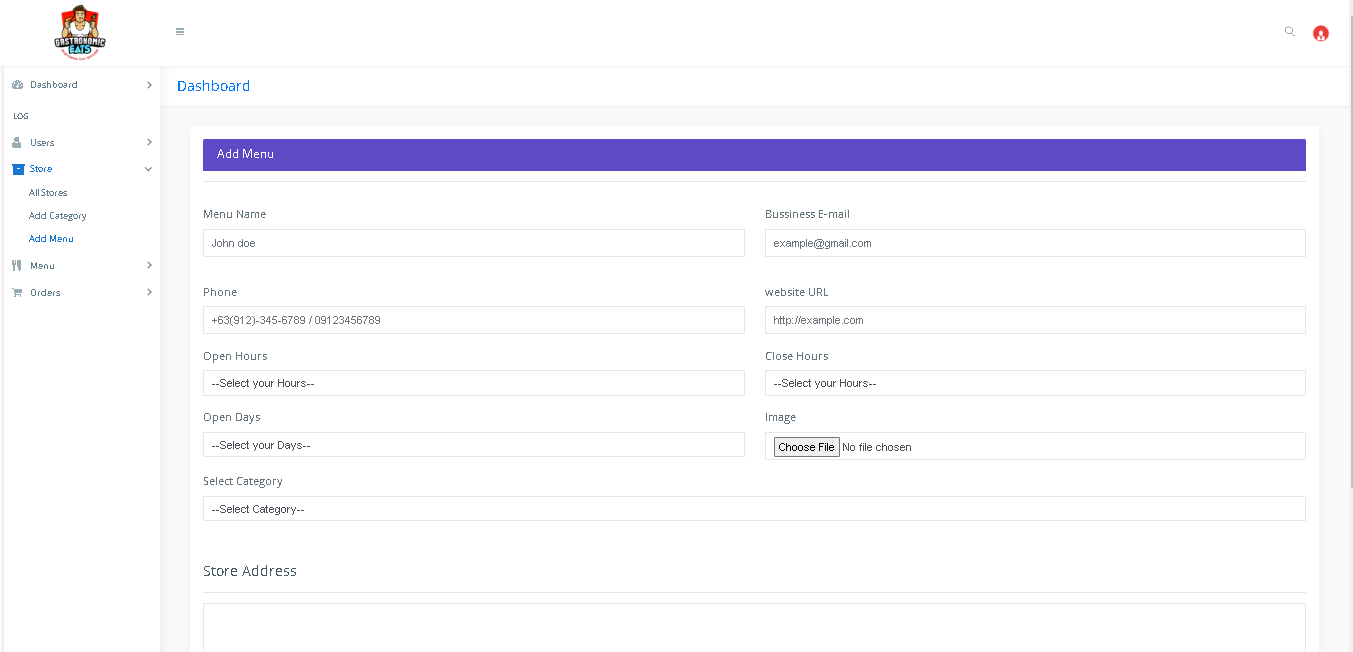 GASTRONOMIC
EATS
Dashboard
Dashboard
LOG
Users
Store
All Stores
Add Category
Add Menu
Menu
Orders
Add Menu
Menu Name
Bussiness E-mail
John doe
example@gmail.com
Phone
website URL
+63(912)-345-6789 / 09123456789
http://example.com
Open Hours
Close Hours
--Select your Hours--
--Select your Hours--
Open Days
Image
--Select your Days--
Choose File No file chosen
Select Category
--Select Category--
Store Address